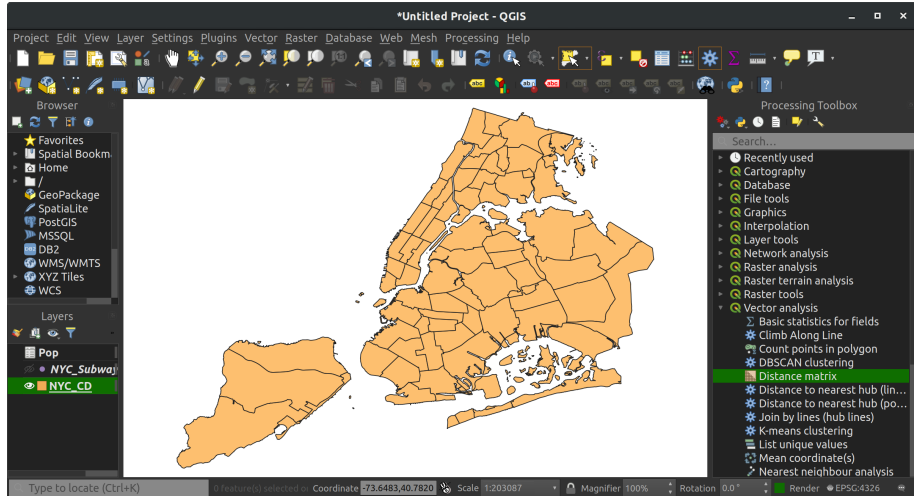 *Untitled Project - QGIS
Project Edit View Layer Settings Plugins Vector Raster Database Web Mesh Processing Help
Browser
Favorites
Spatial Bookm
Home
/
GeoPackage
SpatiaLite
PostGIS
MSSQL
DB2
WMS/WMTS
XYZ Tiles
WCS
Layers
Pop
NYC_Subway
NYC_CD
Processing Toolbox
Search...
Recently used
Cartography
Database
File tools
Graphics
Interpolation
Layer tools
Network analysis
Raster analysis
Raster terrain analysis
Raster tools
Vector analysis
Basic statistics for fields
Climb Along Line
Count points in polygon
DBSCAN clustering
Distance matrix
Distance to nearest hub (lin...
Distance to nearest hub (po...
Join by lines (hub lines)
K-means clustering
List unique values
Mean coordinate(s)
Nearest neighbour analysis
Type to locate (Ctrl+K) 0 feature(s) selected or Coordinate -73.6483,40.7820 Scale 1:203087 Magnifier 100% Rotation 0.0 ° Render EPSG:4326